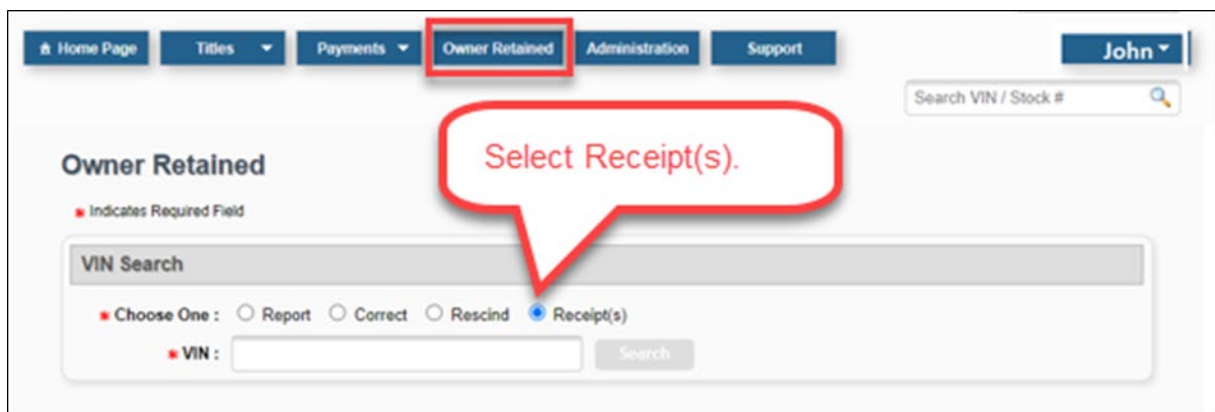 Home Page Titles Payments Owner Retained Administration Support John
Search VIN / Stock #
Select Receipt(s).
Owner Retained
* Indicates Required Field
VIN Search
* Choose One : Report Correct Rescind Receipt(s)
* VIN : Search